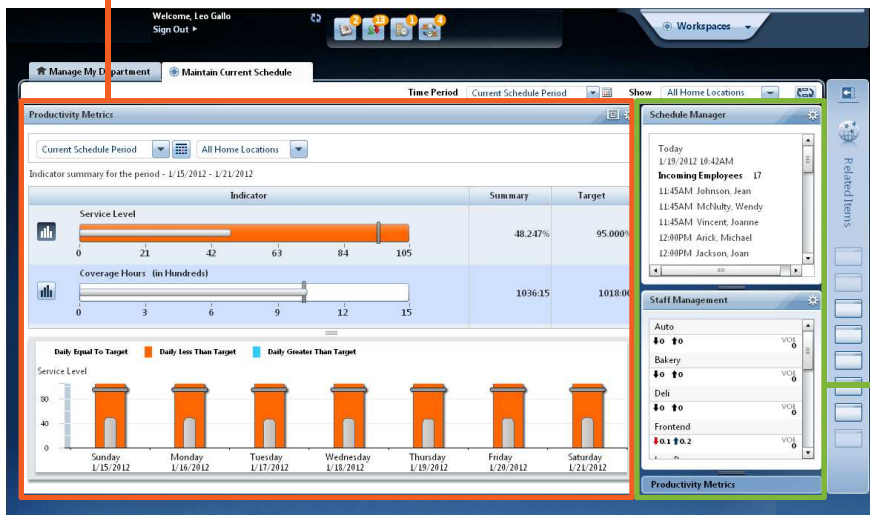 Welcome, Leo Gallo
Sign Out
2 13 1 4
Workspaces
Manage My Department
Maintain Current Schedule
Time Period Current Schedule Period Show All Home Locations
Productivity Metrics
Current Schedule Period All Home Locations
Indicator summary for the period - 1/15/2012 - 1/21/2012
Indicator Summary Target
Service Level
48.247% 95.000%
0 21 42 63 84 105
Coverage Hours (in Hundreds)
1036:15 1018:00
0 3 6 9 12 15
Daily Equal To Target Daily Less Than Target Daily Greater Than Target
Service Level
80
40
0
Sunday Monday Tuesday Wednesday Thursday Friday Saturday
1/15/2012 1/16/2012 1/17/2012 1/18/2012 1/19/2012 1/20/2012 1/21/2012
Schedule Manager
Today
1/19/2012 10:42AM
Incoming Employees 17
11:45AM Johnson, Jean
11:45AM McNulty, Wendy
11:45AM Vincent, Joanne
12:00PM Arick, Michael
12:00PM Jackson, Joan
Staff Management
Auto
0 0 VOL 0
Bakery
0 0 VOL 0
Deli
0 0 VOL 0
Frontend
0.1 0.2 VOL 0
Productivity Metrics
Related Items